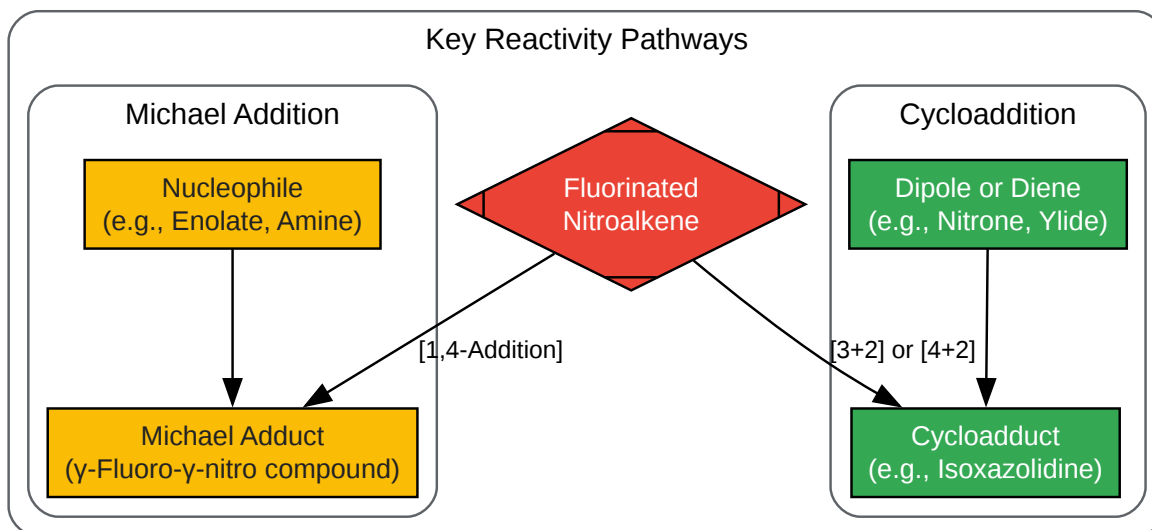 Key Reactivity Pathways
Michael Addition
Nucleophile
(e.g., Enolate, Amine)
Fluorinated
Nitroalkene
Cycloaddition
Dipole or Diene
(e.g., Nitrone, Ylide)
[1,4-Addition]
[3+2] or [4+2]
Michael Adduct
(γ-Fluoro-γ-nitro compound)
Cycloadduct
(e.g., Isoxazolidine)